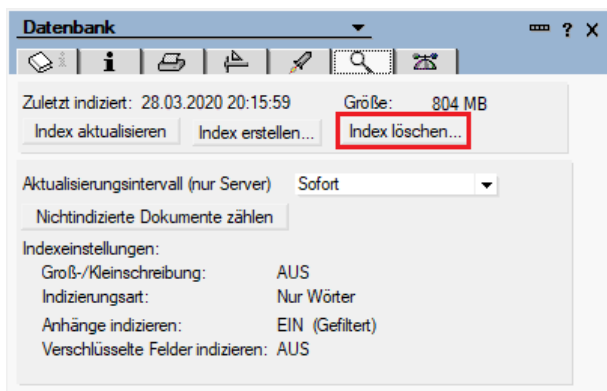 Datenbank ? X
i i
Zuletzt indiziert: 28.03.2020 20:15:59 Größe: 804 MB
Index aktualisieren Index erstellen... Index löschen...
Aktualisierungsintervall (nur Server) Sofort
Nichtindizierte Dokumente zählen
Indexeinstellungen:
Groß-/Kleinschreibung: AUS
Indizierungsart: Nur Wörter
Anhänge indizieren: EIN (Gefiltert)
Verschlüsselte Felder indizieren: AUS